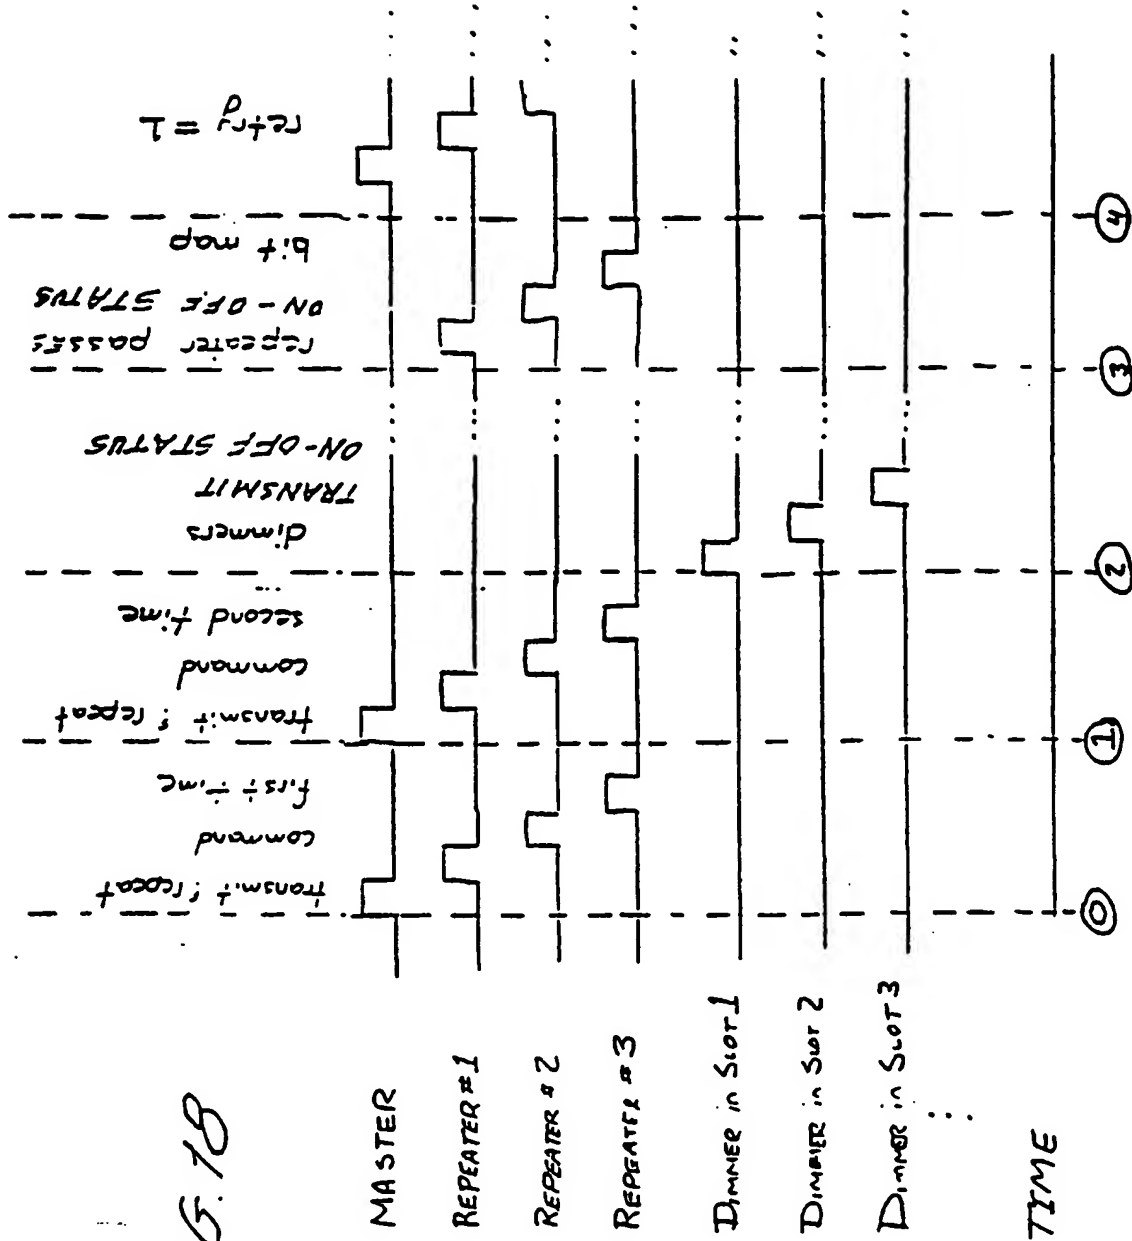 G. 18
transmit & repeat
command
first time
transmit & repeat
command
second time
dimmers
TRANSMIT
ON-OFF STATUS
repeater passes
ON-OFF STATUS
bit map
retry = 1
MASTER
REPEATER #1
REPEATER #2
REPEATER #3
DIMMER in SLOT 1
DIMMER in SLOT 2
DIMMER in SLOT 3
TIME
0
1
2
3
4